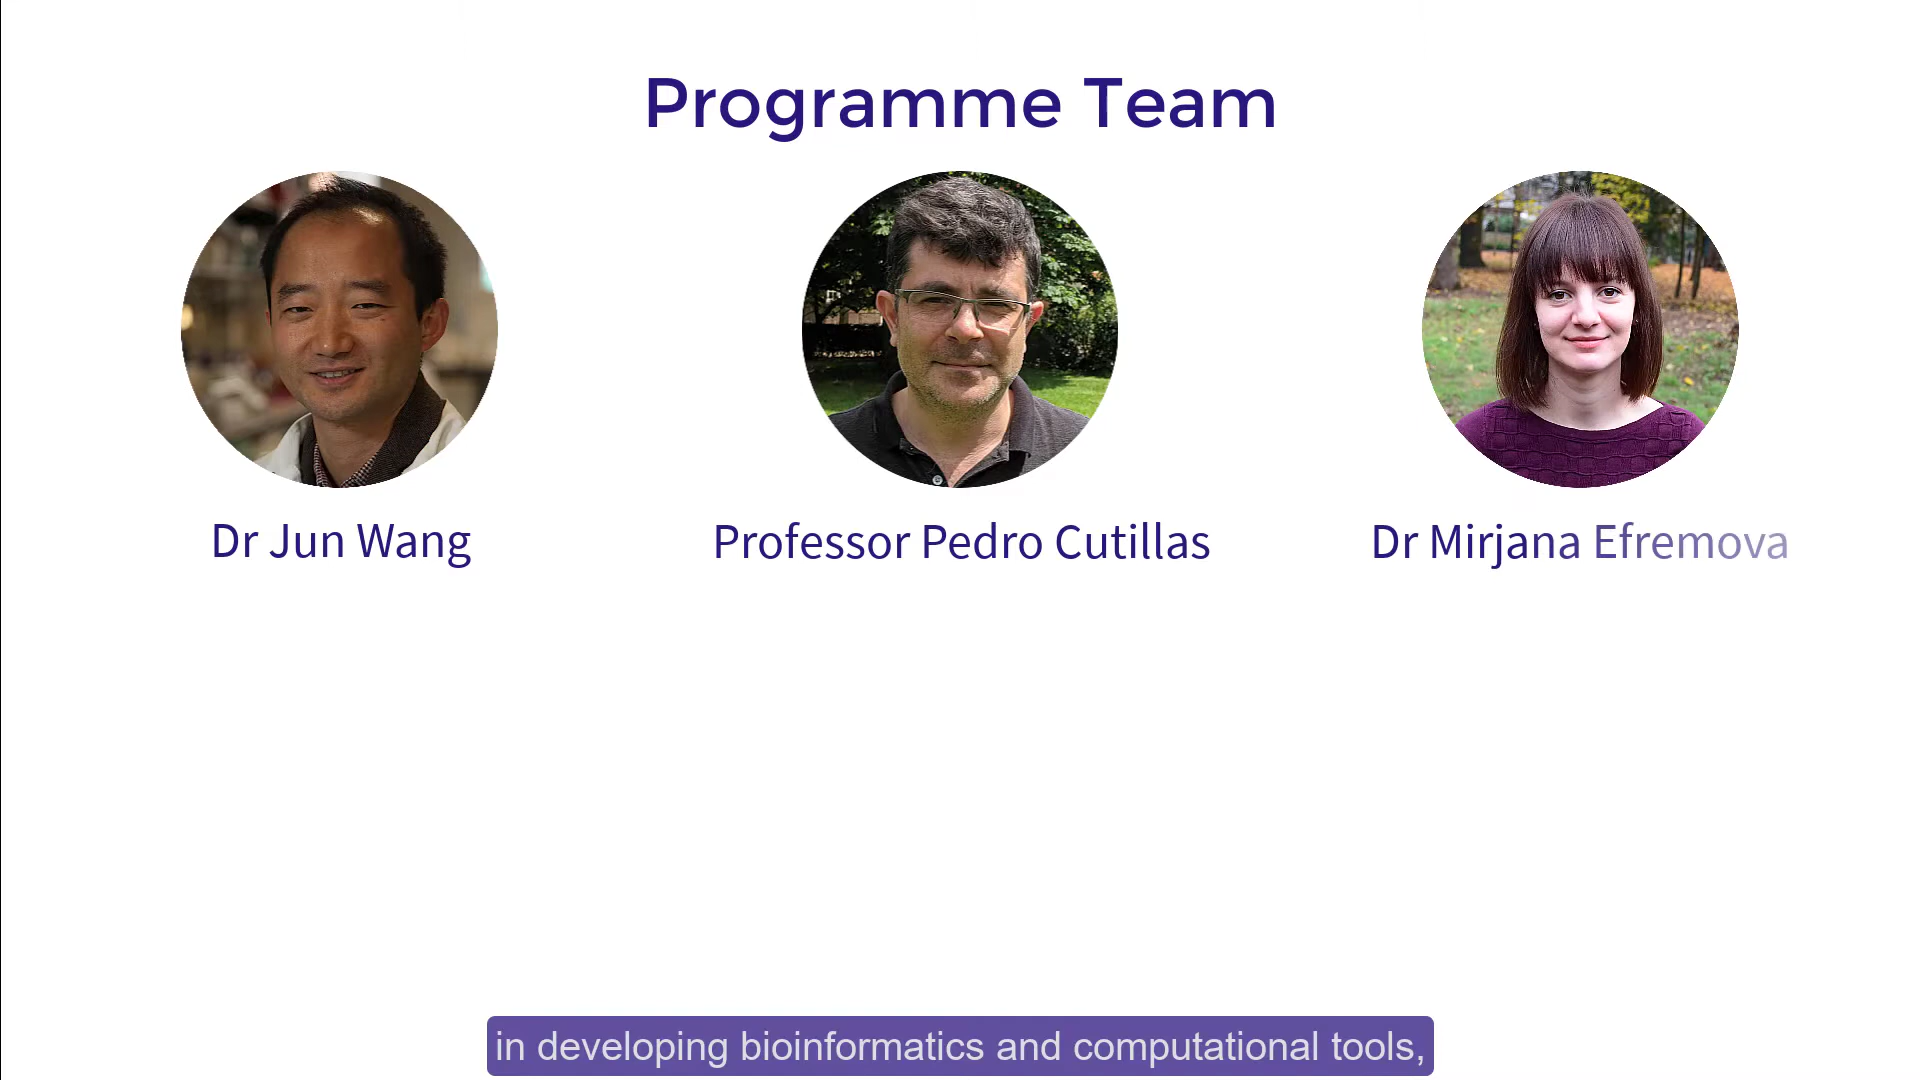 Programme Team
Dr Jun Wang
Professor Pedro Cutillas
Dr Mirjana Efremova
in developing bioinformatics and computational tools,